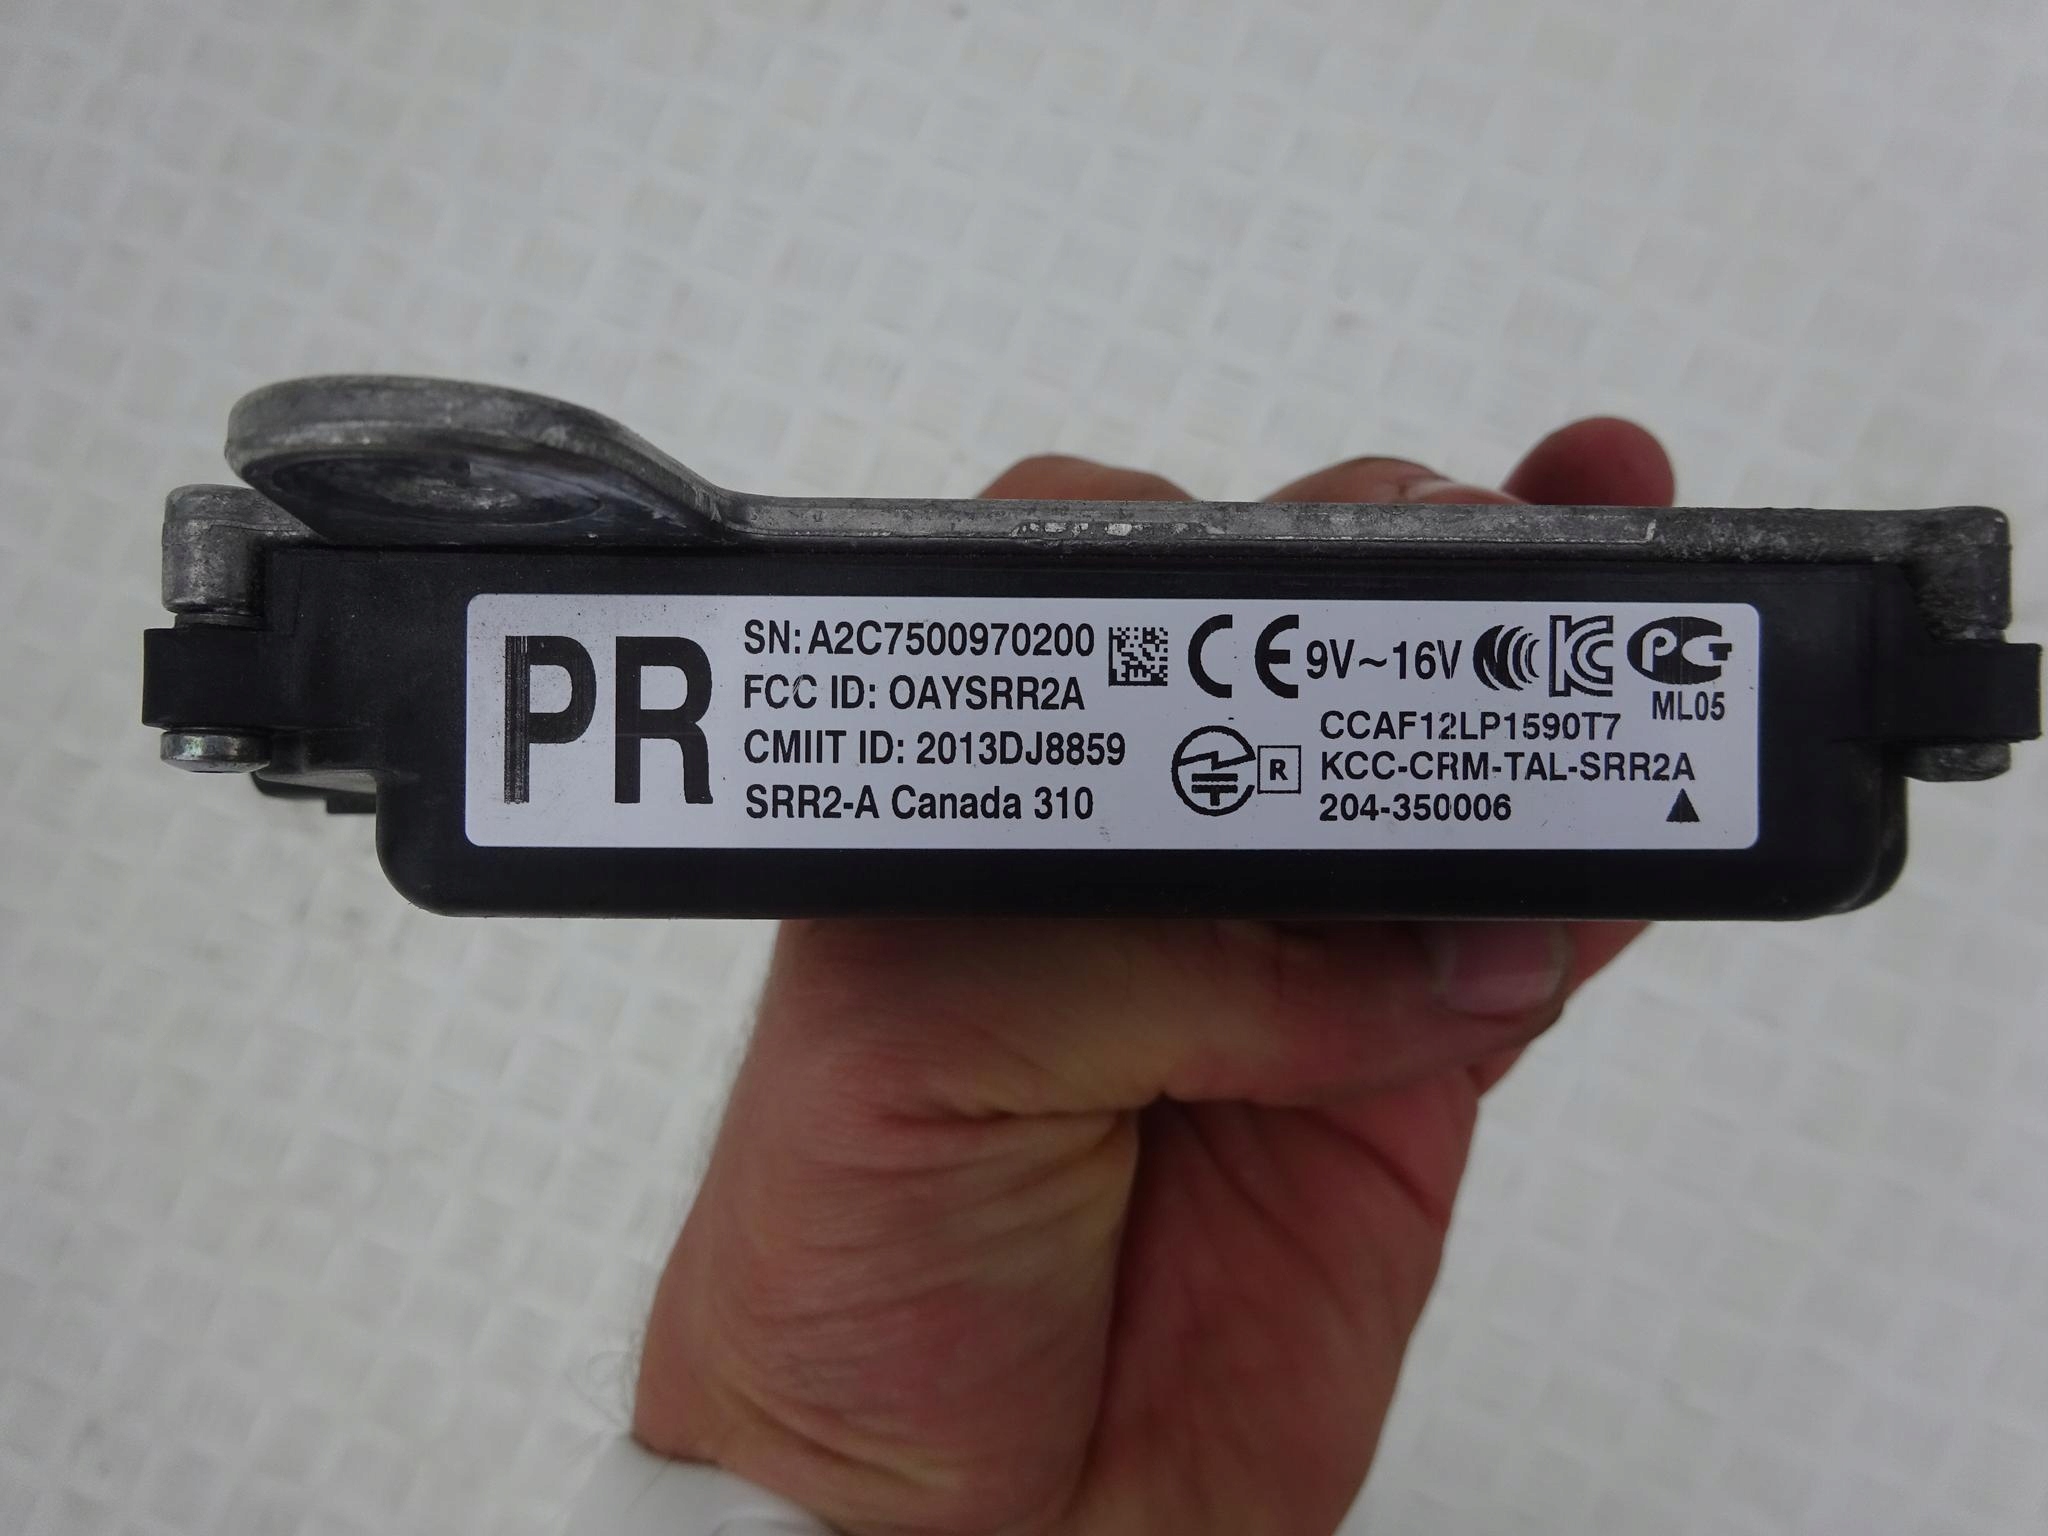 PR
SN: A2C7500970200
FCC ID: OAYSRR2A
CMIIT ID: 2013DJ8859
SRR2-A Canada 310
CE 9V~16V
ML05
R
CCAF12LP1590T7
KCC-CRM-TAL-SRR2A
204-350006